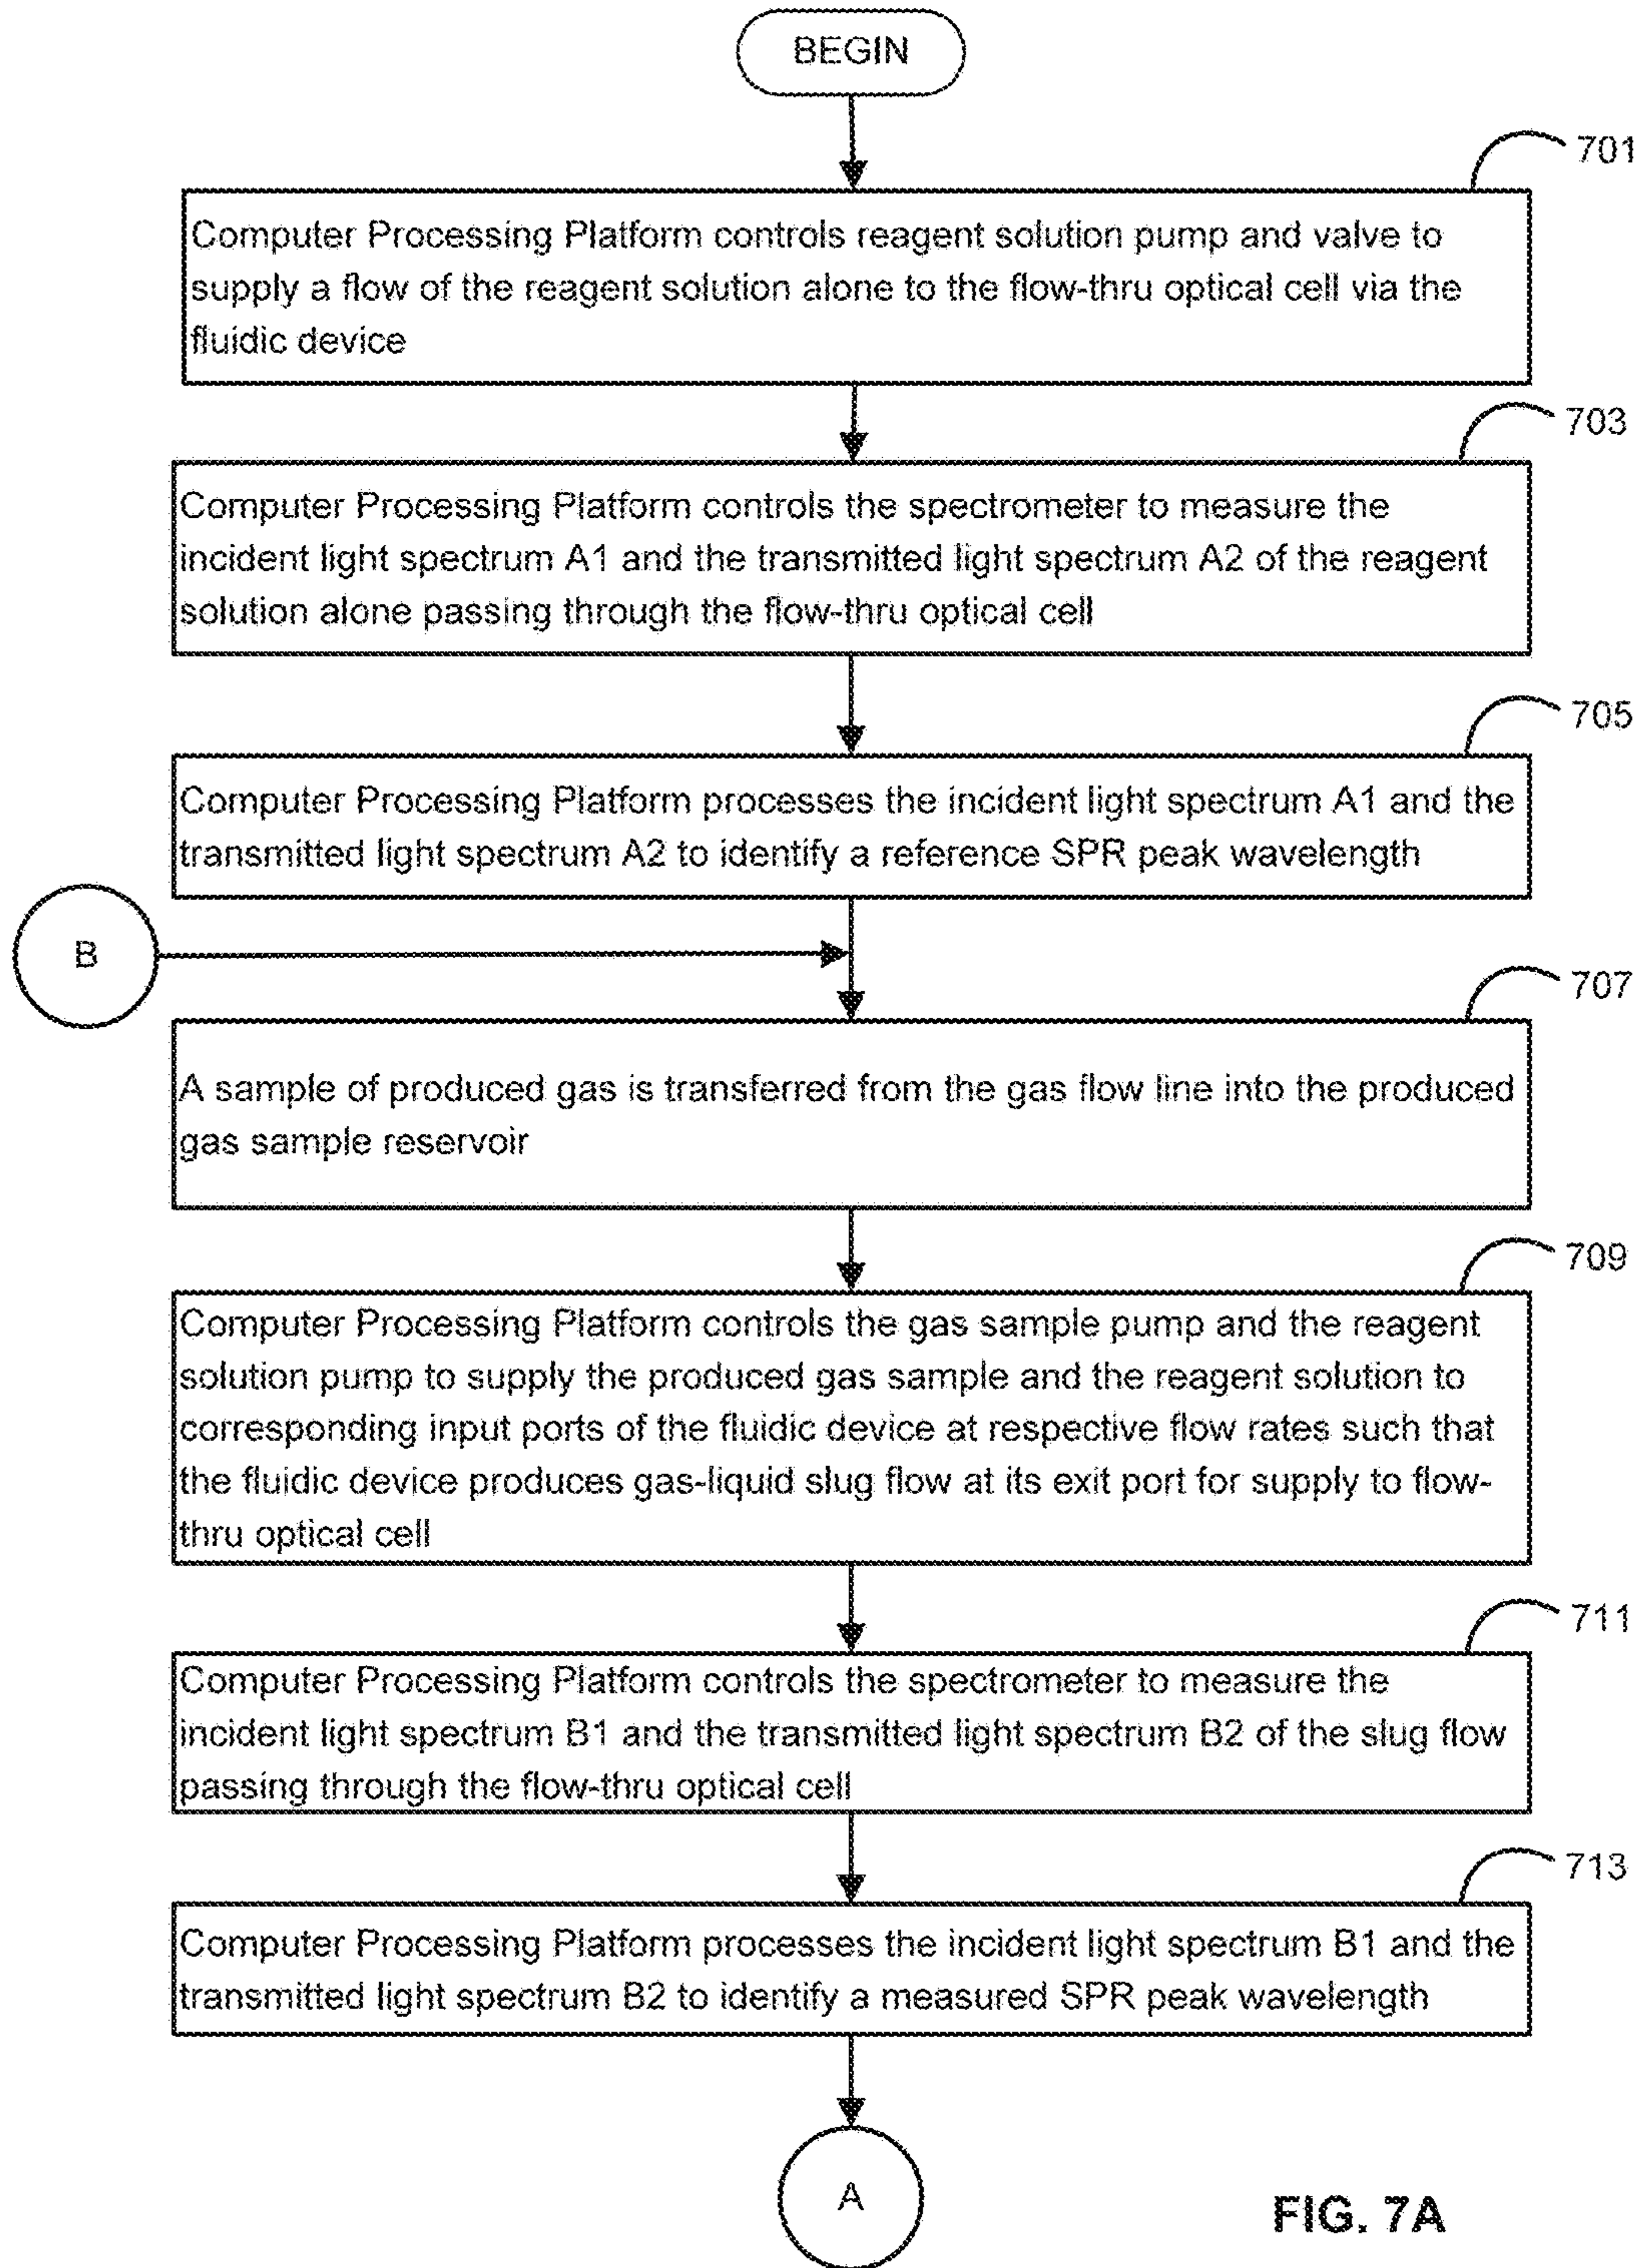 BEGIN
701
Computer Processing Platform controls reagent solution pump and valve to
supply a flow of the reagent solution alone to the flow-thru optical cell via the
fluidic device
703
Computer Processing Platform controls the spectrometer to measure the
incident light spectrum A1 and the transmitted light spectrum A2 of the reagent
solution alone passing through the flow-thru optical cell
705
Computer Processing Platform processes the incident light spectrum A1 and the
transmitted light spectrum A2 to identify a reference SPR peak wavelength
B
707
A sample of produced gas is transferred from the gas flow line into the produced
gas sample reservoir
709
Computer Processing Platform controls the gas sample pump and the reagent
solution pump to supply the produced gas sample and the reagent solution to
corresponding input ports of the fluidic device at respective flow rates such that
the fluidic device produces gas-liquid slug flow at its exit port for supply to flow-
thru optical cell
711
Computer Processing Platform controls the spectrometer to measure the
incident light spectrum B1 and the transmitted light spectrum B2 of the slug flow
passing through the flow-thru optical cell
713
Computer Processing Platform processes the incident light spectrum B1 and the
transmitted light spectrum B2 to identify a measured SPR peak wavelength
A
FIG. 7A